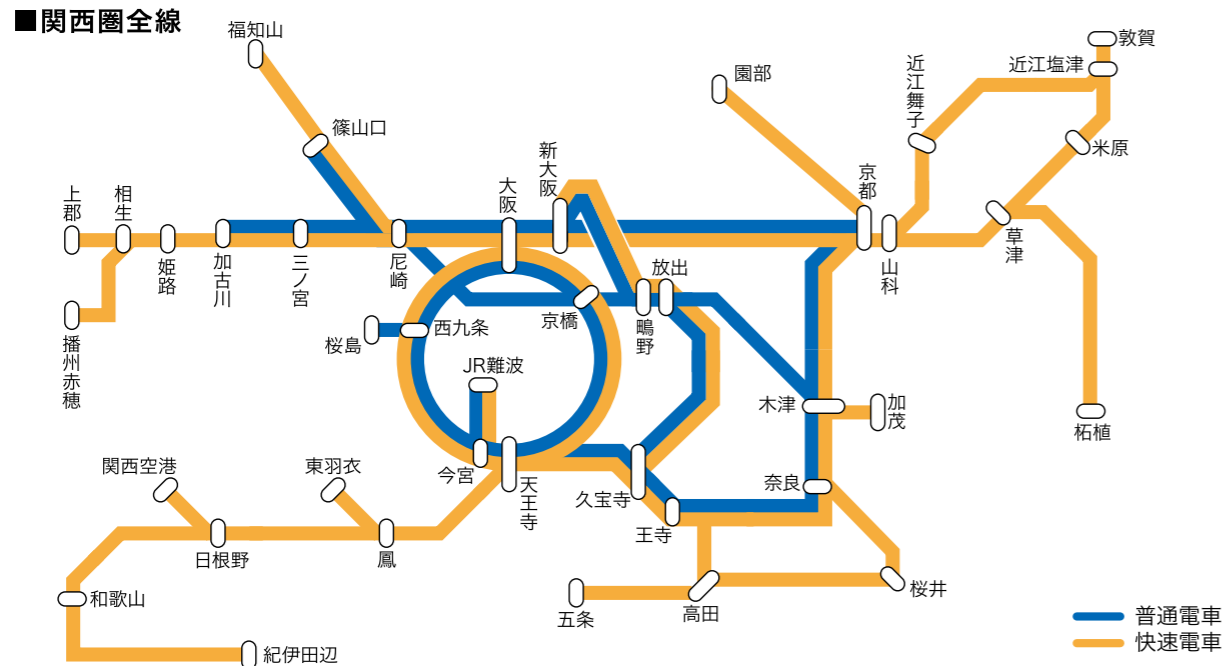 ■関西圏全線
福知山
敦賀
近江塩津
園部
近江舞子
篠山口
新大阪
米原
京都
上郡
相生
大阪
姫路
加古川
三ノ宮
尼崎
山科
草津
放出
京橋
鴫野
西九条
桜島
播州赤穂
JR難波
木津
加茂
柘植
関西空港
東羽衣
今宮
天王寺
久宝寺
奈良
王寺
日根野
鳳
和歌山
五条
高田
桜井
紀伊田辺
普通電車
快速電車